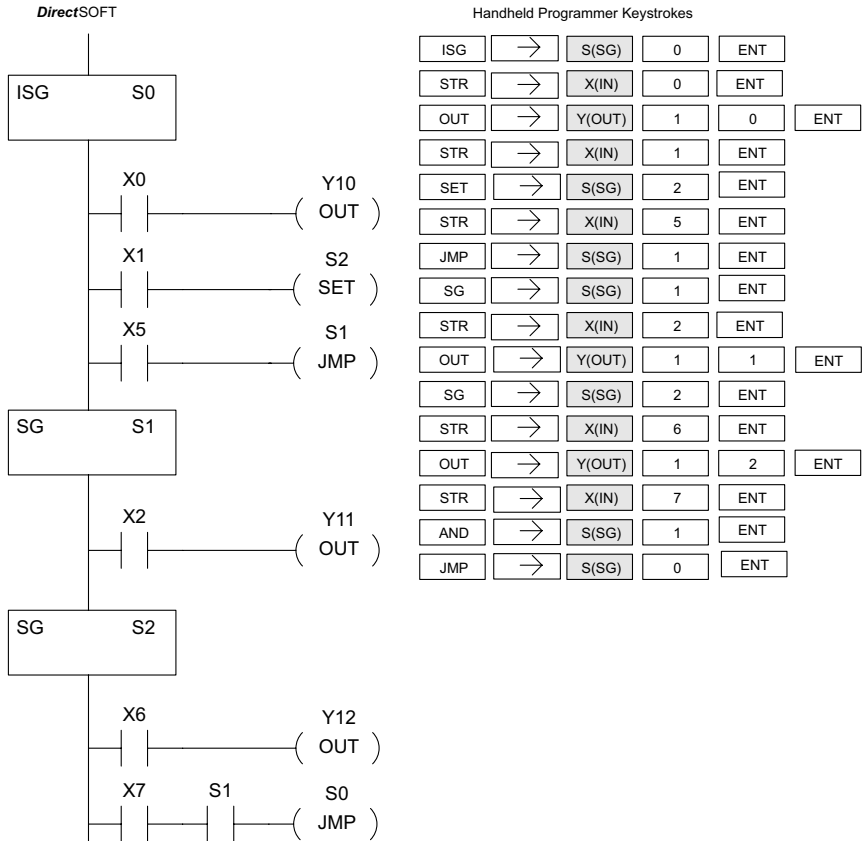 DirectSOFT
ISG S0
X0 Y10
OUT
X1 S2
SET
X5 S1
JMP
SG S1
X2 Y11
OUT
SG S2
X6 Y12
OUT
X7 S1 S0
JMP
Handheld Programmer Keystrokes
ISG → S(SG) 0 ENT
STR → X(IN) 0 ENT
OUT → Y(OUT) 1 0 ENT
STR → X(IN) 1 ENT
SET → S(SG) 2 ENT
STR → X(IN) 5 ENT
JMP → S(SG) 1 ENT
SG → S(SG) 1 ENT
STR → X(IN) 2 ENT
OUT → Y(OUT) 1 1 ENT
SG → S(SG) 2 ENT
STR → X(IN) 6 ENT
OUT → Y(OUT) 1 2 ENT
STR → X(IN) 7 ENT
AND → S(SG) 1 ENT
JMP → S(SG) 0 ENT